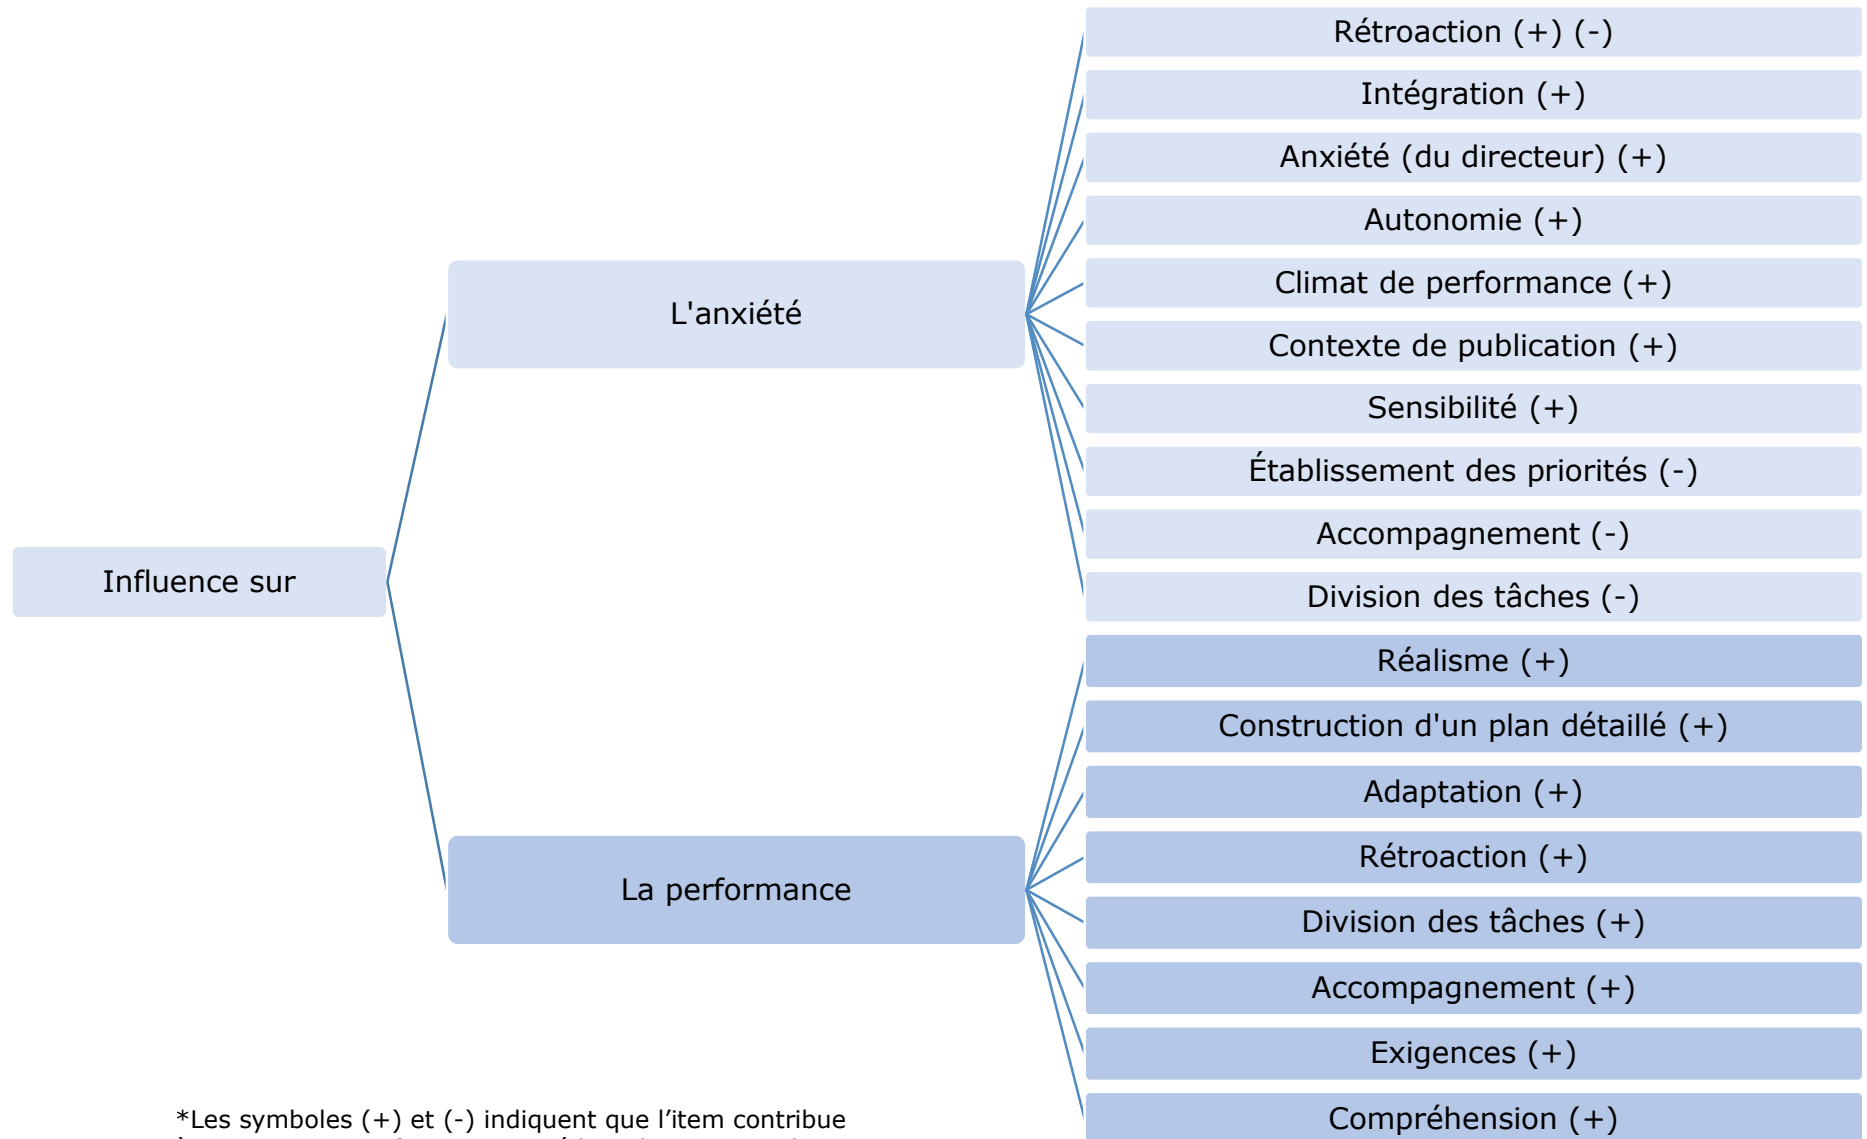 Influence sur
L'anxiété
Rétroaction (+) (-)
Intégration (+)
Anxiété (du directeur) (+)
Autonomie (+)
Climat de performance (+)
Contexte de publication (+)
Sensibilité (+)
Établissement des priorités (-)
Accompagnement (-)
Division des tâches (-)
La performance
Réalisme (+)
Construction d'un plan détaillé (+)
Adaptation (+)
Rétroaction (+)
Division des tâches (+)
Accompagnement (+)
Exigences (+)
Compréhension (+)
*Les symboles (+) et (-) indiquent que l’item contribue